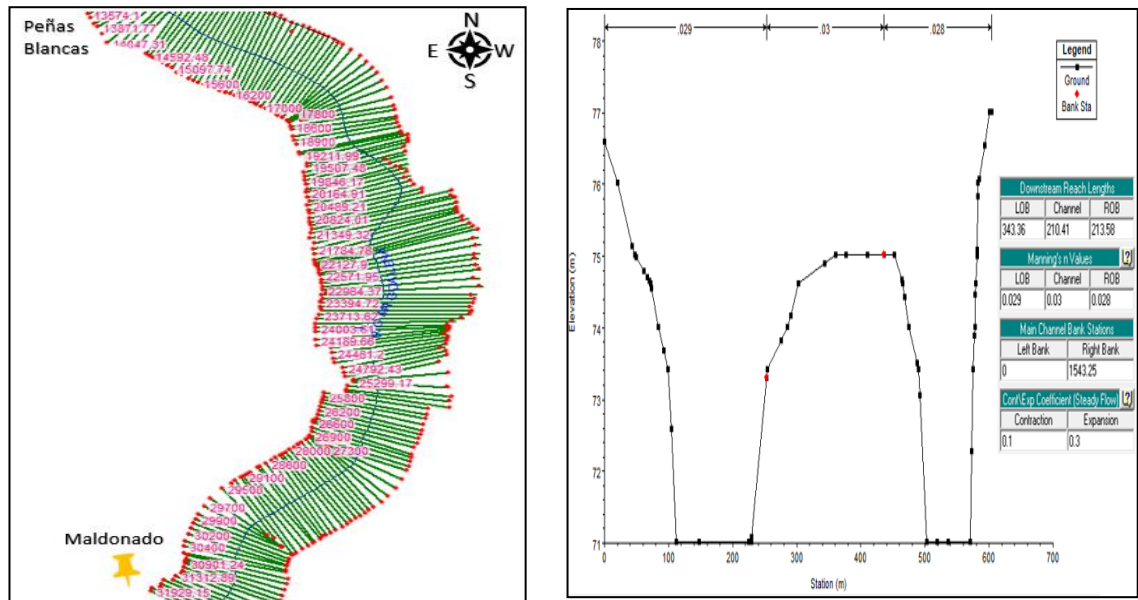 Peñas
Blancas
13574.1
13871.77
14592.48
15097.74
15600
16200
17000
17800
18600
18900
19211.99
19507.48
19846.17
20164.91
20489.21
20824.01
21349.32
21784.78
22127.9
22571.95
22984.37
23394.72
23713.62
24003.61
24189.66
24481.2
24792.43
25299.17
25800
26200
26600
26900
28000 27300
28600
29100
29500
29700
29900
30200
30400
30901.24
31312.89
31929.15
Maldonado
N
E W
S
.029 .03 .028
78
77
76
75
74
73
72
71
Elevation (m)
0 100 200 300 400 500 600 700
Station (m)
Legend
Ground
Bank Sta
Downstream Reach Lengths
LOB Channel ROB
343.36 210.41 213.58
Manning's n Values
LOB Channel ROB
0.029 0.03 0.028
Main Channel Bank Stations
Left Bank Right Bank
0 1543.25
Cont\Exp Coefficient (Steady Flow)
Contraction Expansion
0.1 0.3